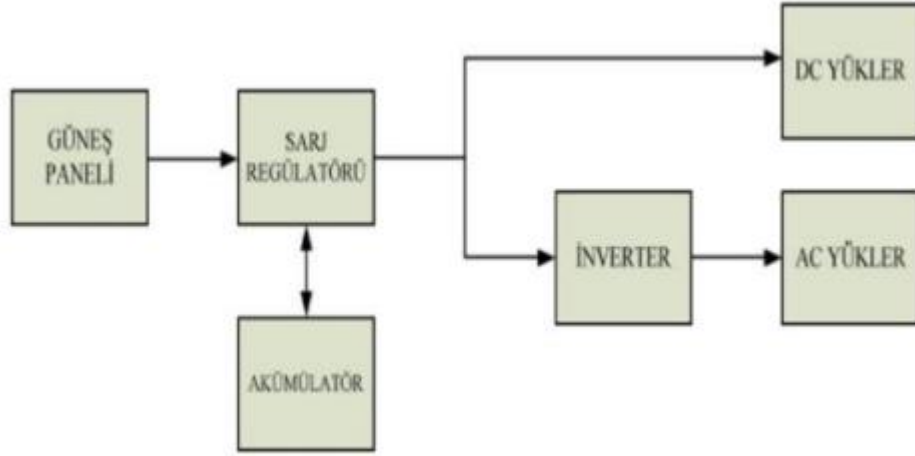 GÜNEŞ
PANELİ
SARJ
REGÜLATÖRÜ
AKÜMÜLATÖR
İNVERTER
DC YÜKLER
AC YÜKLER